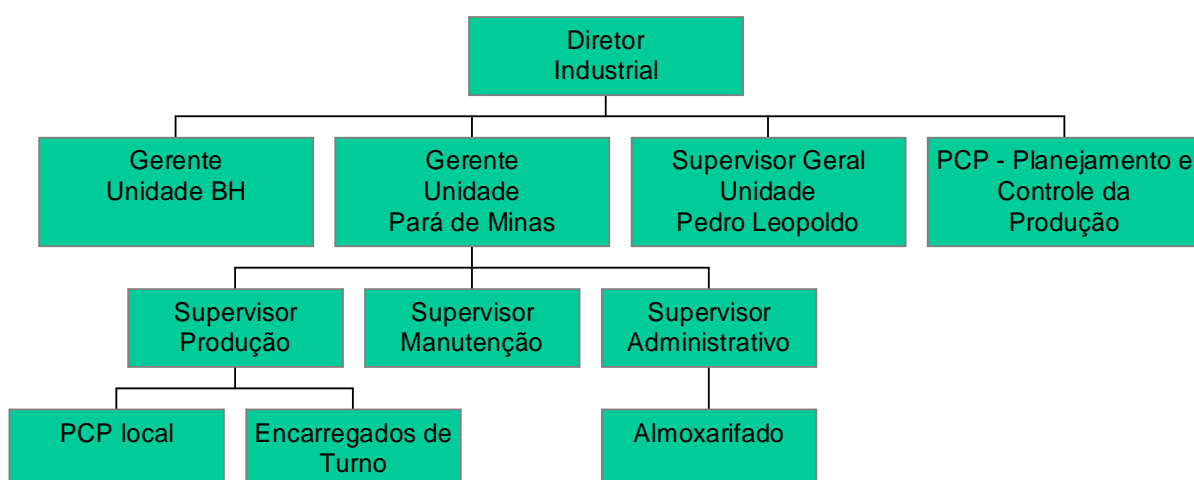 Diretor
Industrial
Gerente
Unidade BH
Gerente
Unidade
Pará de Minas
Supervisor Geral
Unidade
Pedro Leopoldo
PCP - Planejamento e
Controle da
Produção
Supervisor
Produção
Supervisor
Manutenção
Supervisor
Administrativo
PCP local
Encarregados de
Turno
Almoxarifado